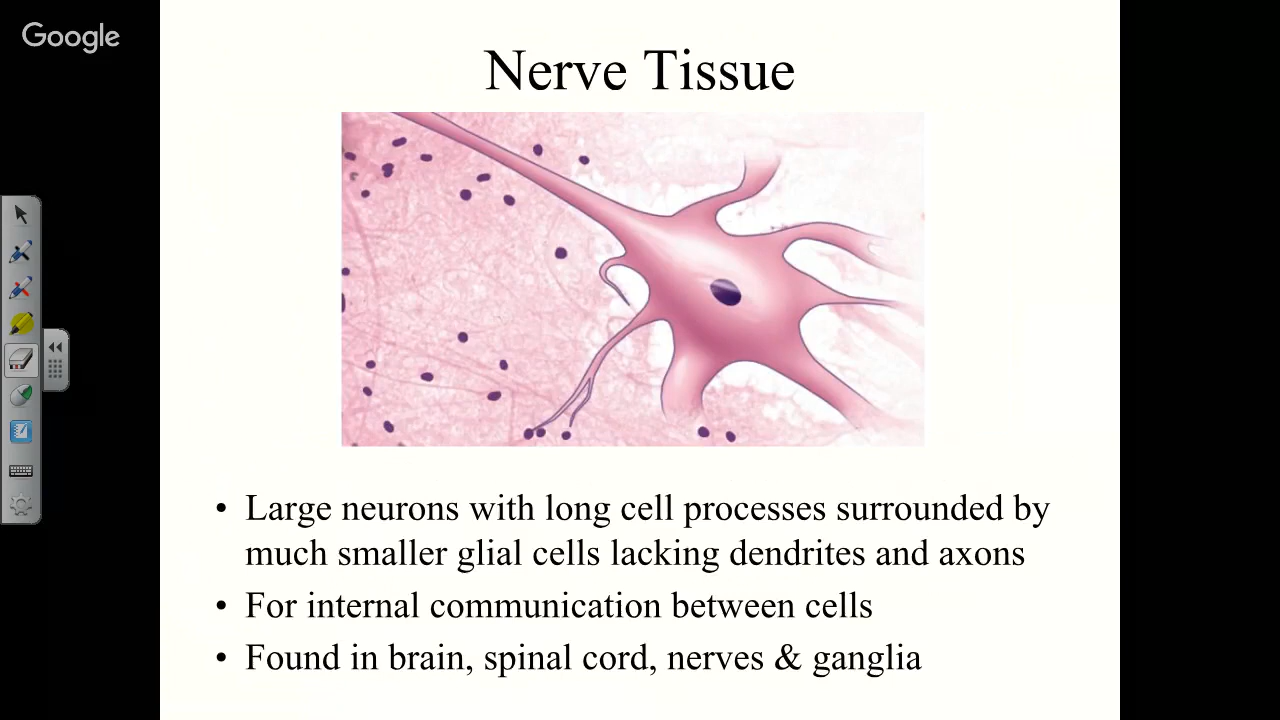 Google
Nerve Tissue
• Large neurons with long cell processes surrounded by
much smaller glial cells lacking dendrites and axons
• For internal communication between cells
• Found in brain, spinal cord, nerves & ganglia